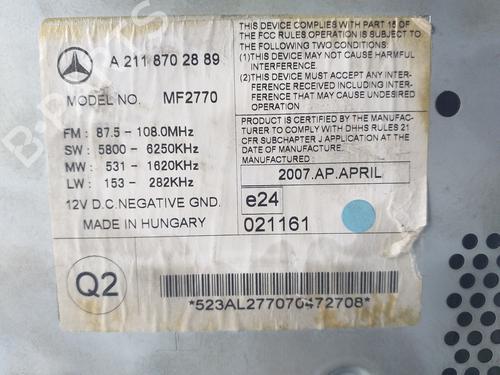 A 211 870 28 89
MODEL NO. MF2770
FM : 87.5 - 108.0MHz
SW : 5800 - 6250KHz
MW : 531 - 1620KHz
LW : 153 - 282KHz
12V D.C.NEGATIVE GND.
MADE IN HUNGARY
THIS DEVICE COMPLIES WITH PART 15 OF
THE FCC RULES OPERATION IS SUBJECT TO
THE FOLLOWING TWO CONDITIONS:
(1)THIS DEVICE MAY NOT CAUSE HARMFUL
INTERFERENCE, AND
(2)THIS DEVICE MUST ACCEPT ANY INTER-
FERENCE RECEIVED INCLUDING INTER-
FERENCE THAT MAY CAUSE UNDESIRED
OPERATION.
PRODUCT IS CERTIFIED BY THE MANUFAC-
TURER TO COMPLY WITH DHHS RULES 21
CFR SUBCHAPTER J APPLICATION AT THE
DATE OF MANUFACTURE.
MANUFACTURED :
2007.AP.APRIL
e24
021161
Q2
*523AL277070472708*
B-PARTS